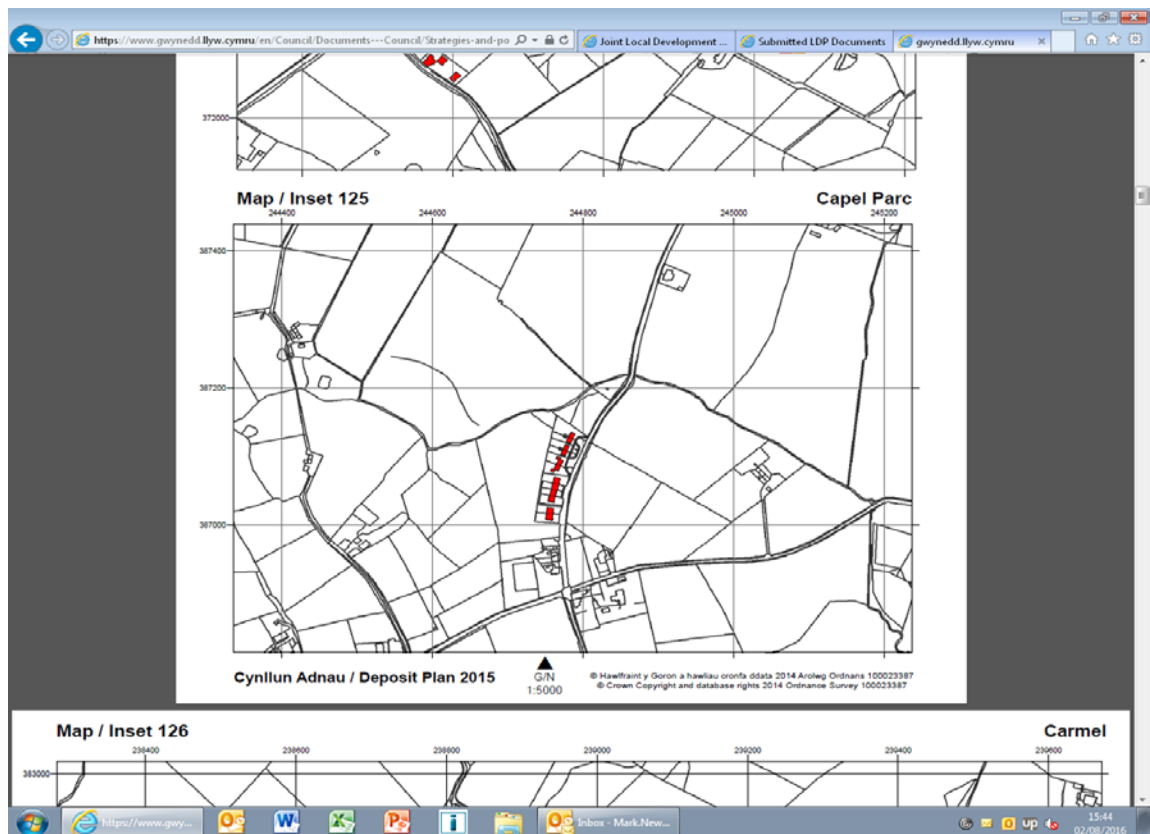 https://www.gwynedd.llyw.cymru/en/Council/Documents---Council/Strategies-and-po
Joint Local Development ...
Submitted LDP Documents
gwynedd.llyw.cymru
373000
Map / Inset 125
Capel Parc
244400 244600 244800 245000 245200
387400
387200
387000
Cynllun Adnau / Deposit Plan 2015
G/N
1:5000
© Hawlfraint y Goron a hawliau cronfa ddata 2014 Arolwg Ordnans 100023387
© Crown Copyright and database rights 2014 Ordnance Survey 100023387
Map / Inset 126
Carmel
238400 238600 238800 239000 239200 239400 239600
383000
https://www.gwy...
Inbox - Mark.New...
15:44
02/08/2016